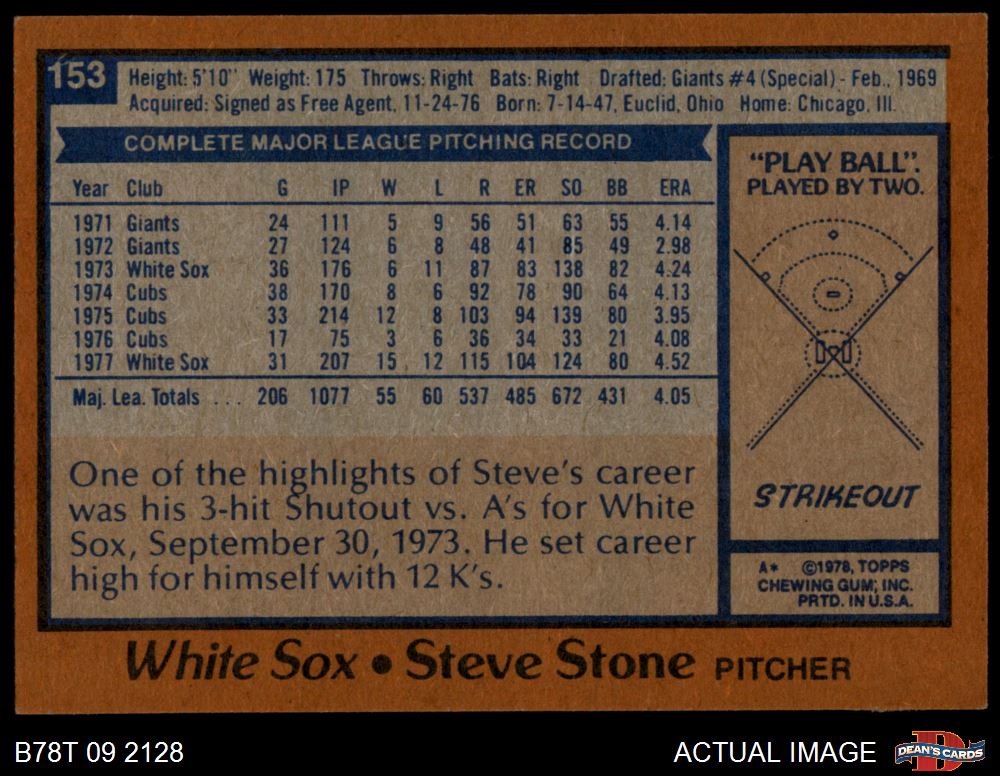 153
Height: 5'10" Weight: 175 Throws: Right Bats: Right Drafted: Giants #4 (Special) - Feb., 1969
Acquired: Signed as Free Agent, 11-24-76 Born: 7-14-47, Euclid, Ohio Home: Chicago, Ill.
COMPLETE MAJOR LEAGUE PITCHING RECORD
Year Club G IP W L R ER SO BB ERA
1971 Giants 24 111 5 9 56 51 63 55 4.14
1972 Giants 27 124 6 8 48 41 85 49 2.98
1973 White Sox 36 176 6 11 87 83 138 82 4.24
1974 Cubs 38 170 8 6 92 78 90 64 4.13
1975 Cubs 33 214 12 8 103 94 139 80 3.95
1976 Cubs 17 75 3 6 36 34 33 21 4.08
1977 White Sox 31 207 15 12 115 104 124 80 4.52
Maj. Lea. Totals ... 206 1077 55 60 537 485 672 431 4.05
One of the highlights of Steve's career
was his 3-hit Shutout vs. A's for White
Sox, September 30, 1973. He set career
high for himself with 12 K's.
"PLAY BALL".
PLAYED BY TWO.
STRIKEOUT
A* ©1978, TOPPS
CHEWING GUM, INC.
PRTD. IN U.S.A.
White Sox • Steve Stone PITCHER
B78T 09 2128
ACTUAL IMAGE
DEAN'S CARDS